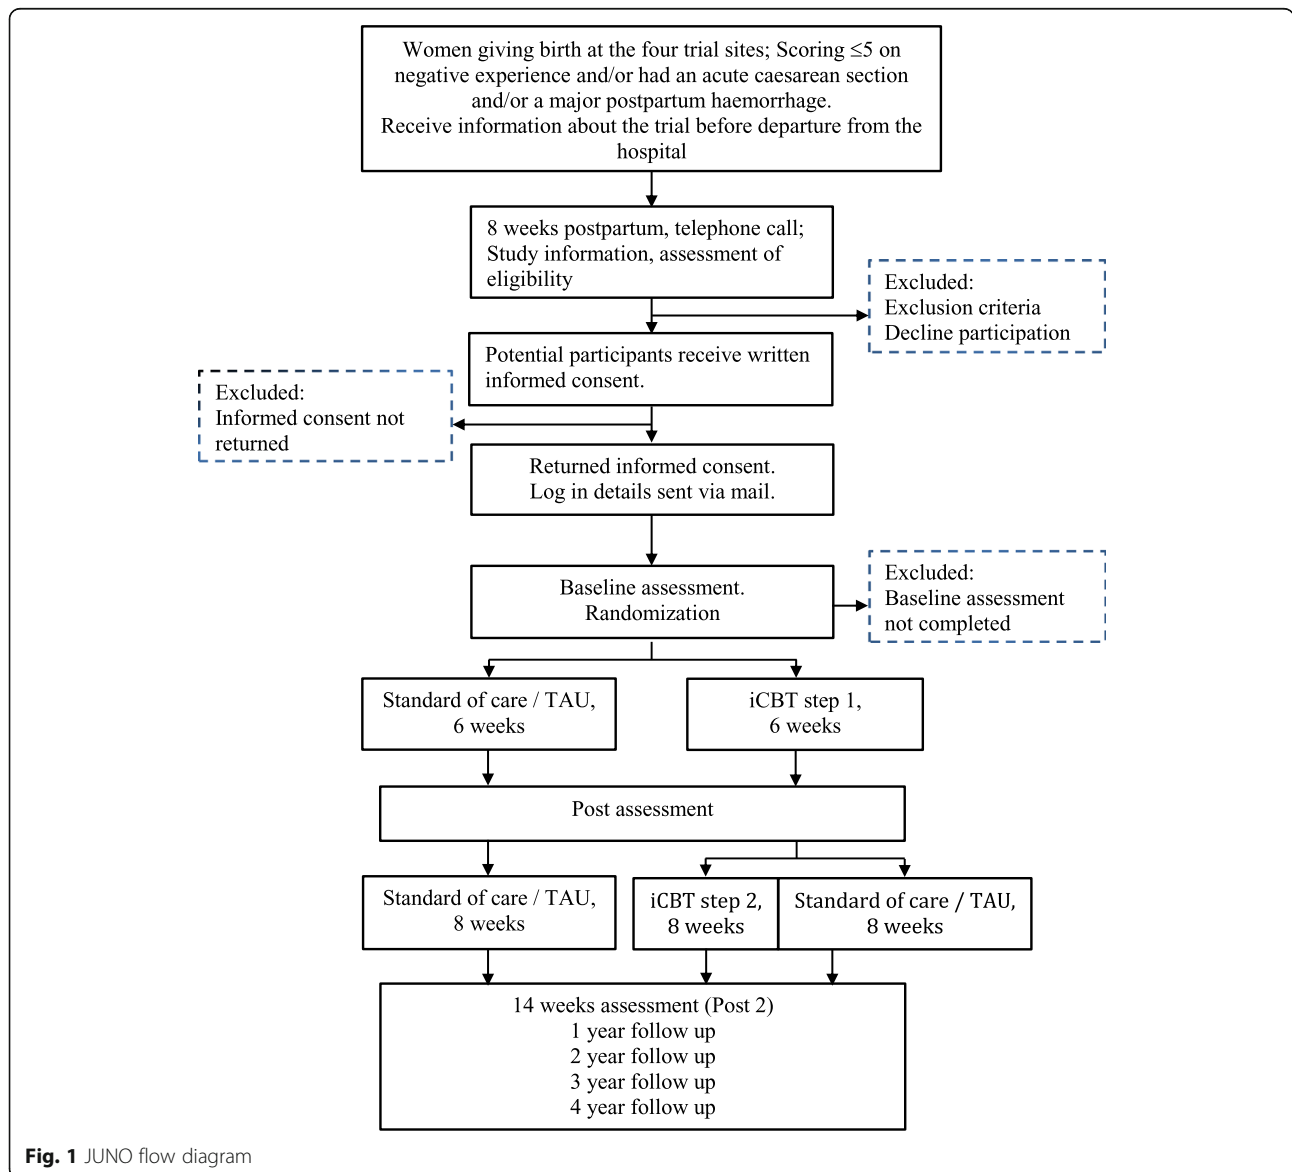 Women giving birth at the four trial sites; Scoring ≤5 on
negative experience and/or had an acute caesarean section
and/or a major postpartum haemorrhage.
Receive information about the trial before departure from the
hospital
8 weeks postpartum, telephone call;
Study information, assessment of
eligibility
Excluded:
Exclusion criteria
Decline participation
Potential participants receive written
informed consent.
Excluded:
Informed consent not
returned
Returned informed consent.
Log in details sent via mail.
Baseline assessment.
Randomization
Excluded:
Baseline assessment
not completed
Standard of care / TAU,
6 weeks
iCBT step 1,
6 weeks
Post assessment
Standard of care / TAU,
8 weeks
iCBT step 2,
8 weeks
Standard of care / TAU,
8 weeks
14 weeks assessment (Post 2)
1 year follow up
2 year follow up
3 year follow up
4 year follow up
Fig. 1 JUNO flow diagram